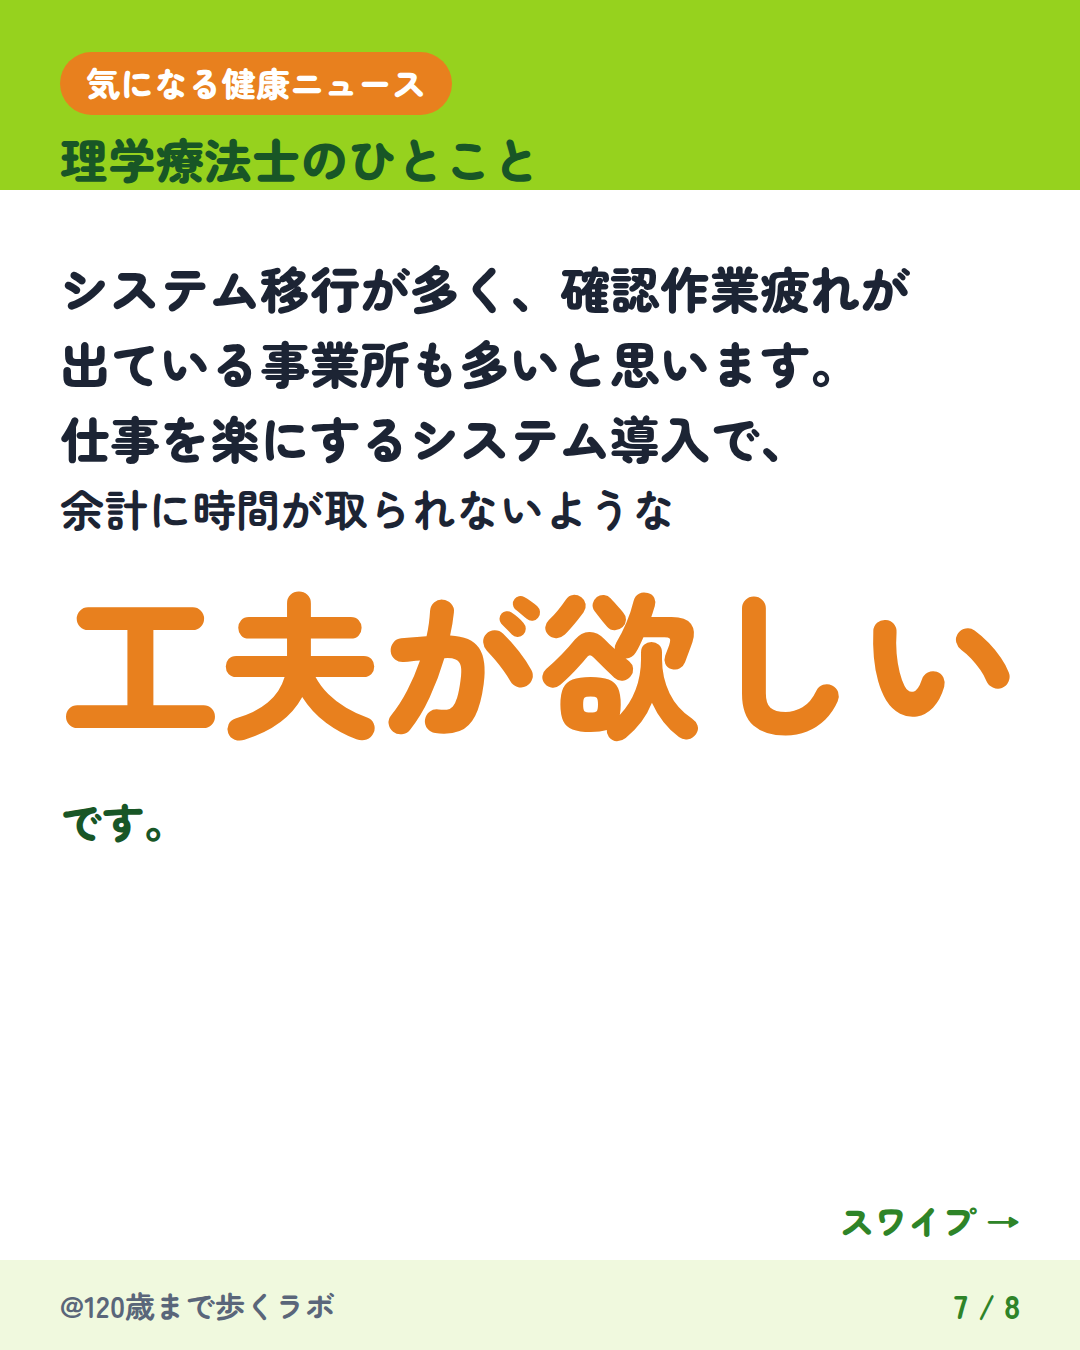 気になる健康ニュース
理学療法士のひとこと
システム移行が多く、確認作業疲れが
出ている事業所も多いと思います。
仕事を楽にするシステム導入で、
余計に時間が取られないような
工夫が欲しい
です。
スワイプ →
@120歳まで歩くラボ
7 / 8